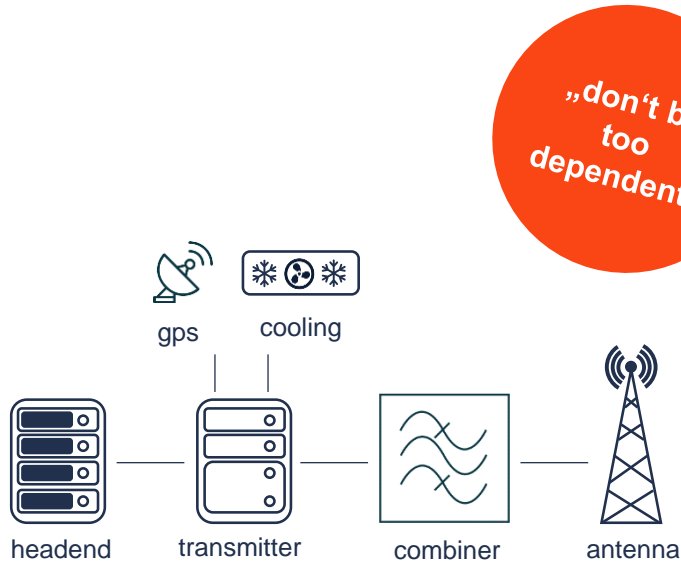 „don‘t b
too
dependent
gps
cooling
headend
transmitter
combiner
antenna